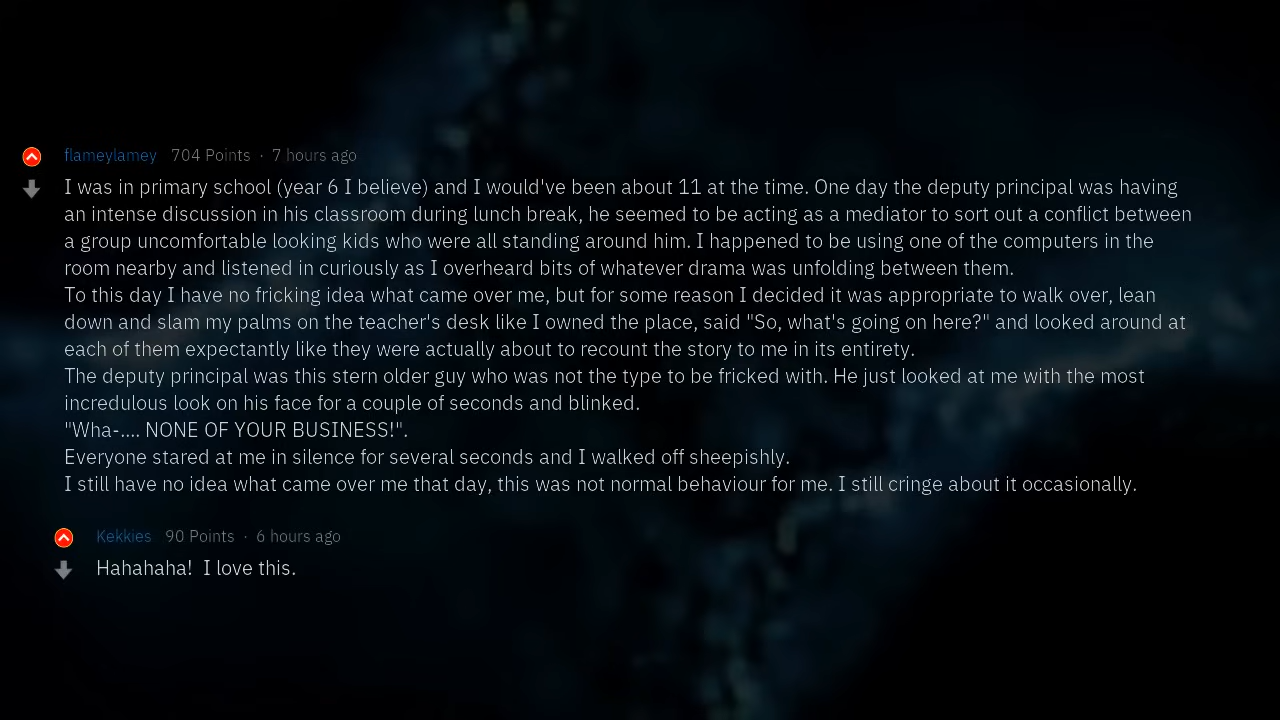 flameylamey 704 Points · 7 hours ago
I was in primary school (year 6 I believe) and I would've been about 11 at the time. One day the deputy principal was having
an intense discussion in his classroom during lunch break, he seemed to be acting as a mediator to sort out a conflict between
a group uncomfortable looking kids who were all standing around him. I happened to be using one of the computers in the
room nearby and listened in curiously as I overheard bits of whatever drama was unfolding between them.
To this day I have no fricking idea what came over me, but for some reason I decided it was appropriate to walk over, lean
down and slam my palms on the teacher's desk like I owned the place, said "So, what's going on here?" and looked around at
each of them expectantly like they were actually about to recount the story to me in its entirety.
The deputy principal was this stern older guy who was not the type to be fricked with. He just looked at me with the most
incredulous look on his face for a couple of seconds and blinked.
"Wha-.... NONE OF YOUR BUSINESS!".
Everyone stared at me in silence for several seconds and I walked off sheepishly.
I still have no idea what came over me that day, this was not normal behaviour for me. I still cringe about it occasionally.
Kekkies 90 Points · 6 hours ago
Hahahaha!  I love this.